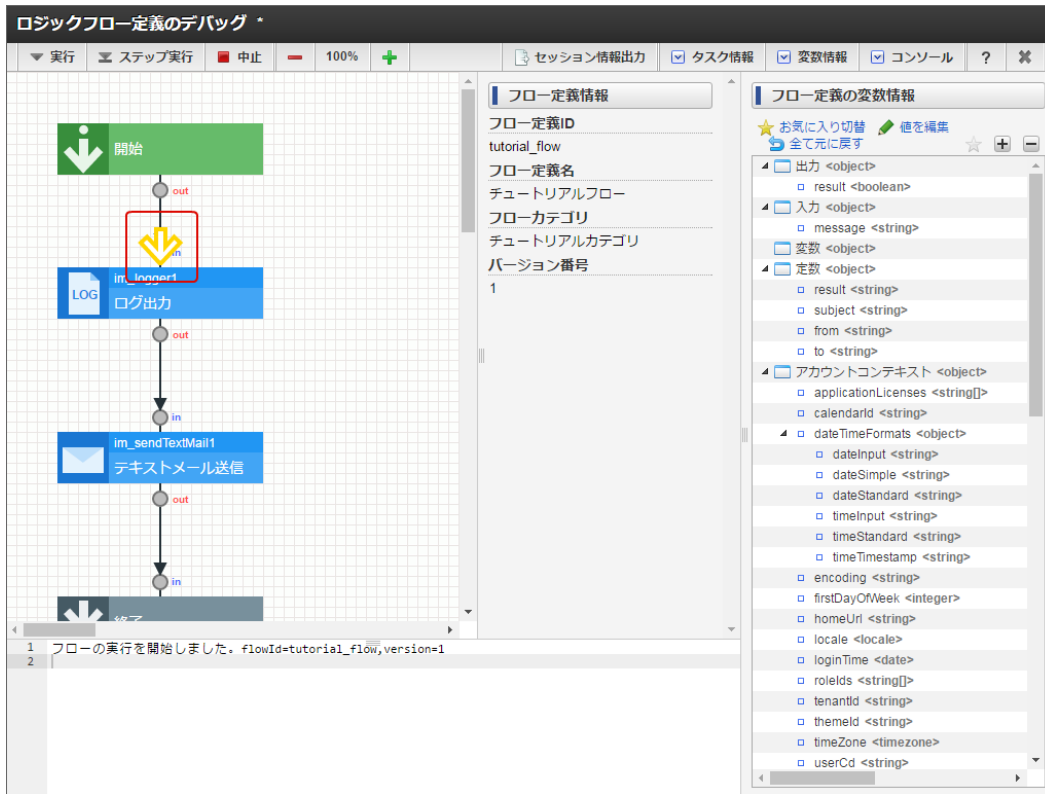 ロジックフロー定義のデバッグ *
実行 ステップ実行 中止 100% セッション情報出力 タスク情報 変数情報 コンソール ?
開始
out
in
im_logger1
LOG
ログ出力
out
in
im_sendTextMail1
テキストメール送信
out
in
終了
フロー定義情報
フロー定義ID
tutorial_flow
フロー定義名
チュートリアルフロー
フローカテゴリ
チュートリアルカテゴリ
バージョン番号
1
フロー定義の変数情報
お気に入り切替 値を編集
全て元に戻す
出力 <object>
result <boolean>
入力 <object>
message <string>
変数 <object>
定数 <object>
result <string>
subject <string>
from <string>
to <string>
アカウントコンテキスト <object>
applicationLicenses <string[]>
calendarId <string>
dateTimeFormats <object>
dateInput <string>
dateSimple <string>
dateStandard <string>
timeInput <string>
timeStandard <string>
timeTimestamp <string>
encoding <string>
firstDayOfWeek <integer>
homeUrl <string>
locale <locale>
loginTime <date>
roleIds <string[]>
tenantId <string>
themeId <string>
timeZone <timezone>
userCd <string>
1 フローの実行を開始しました。flowId=tutorial_flow,version=1
2